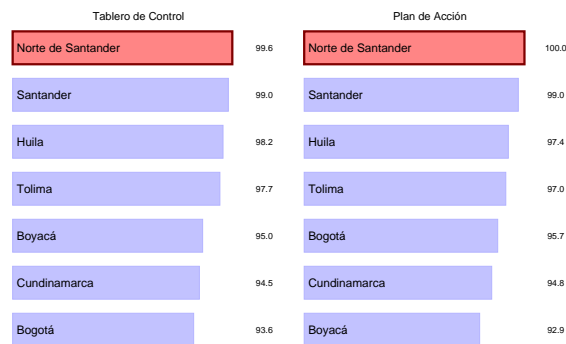 Tablero de Control
Norte de Santander 99.6
Santander 99.0
Huila 98.2
Tolima 97.7
Boyacá 95.0
Cundinamarca 94.5
Bogotá 93.6
Plan de Acción
Norte de Santander 100.0
Santander 99.0
Huila 97.4
Tolima 97.0
Bogotá 95.7
Cundinamarca 94.8
Boyacá 92.9